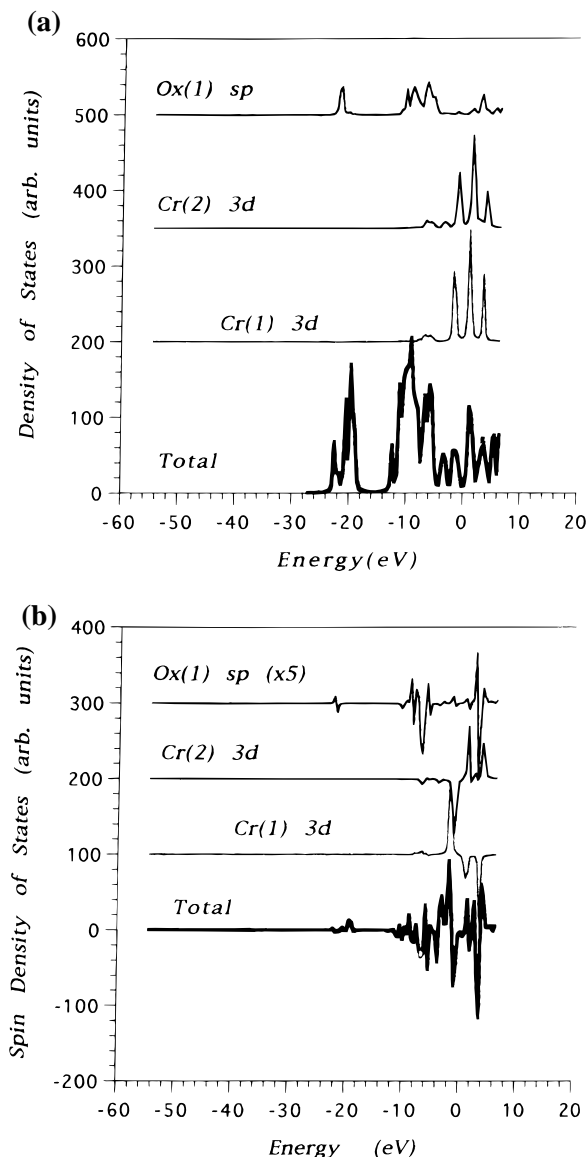 (a)
600
500
400
300
200
100
0
Ox(1) sp
Cr(2) 3d
Cr(1) 3d
Total
Density of States (arb. units)
-60 -50 -40 -30 -20 -10 0 10 20
Energy(eV)
(b)
400
300
200
100
0
-100
-200
Ox(1) sp (x5)
Cr(2) 3d
Cr(1) 3d
Total
Spin Density of States (arb. units)
-60 -50 -40 -30 -20 -10 0 10 20
Energy (eV)